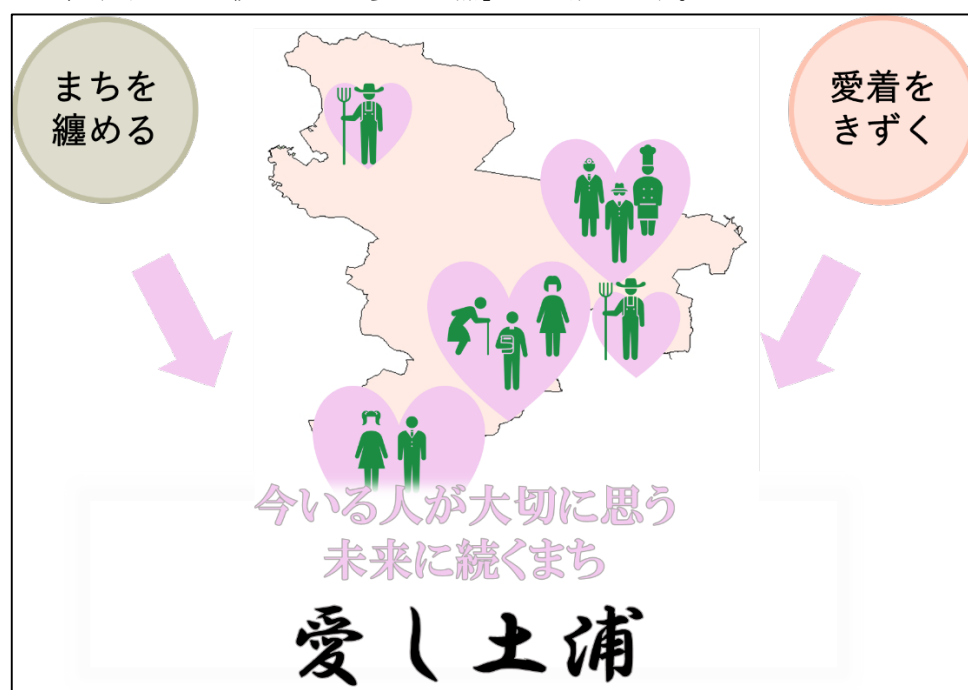 まちを
纏める
愛着を
きずく
今いる人が大切に思う
未来に続くまち
愛し土浦